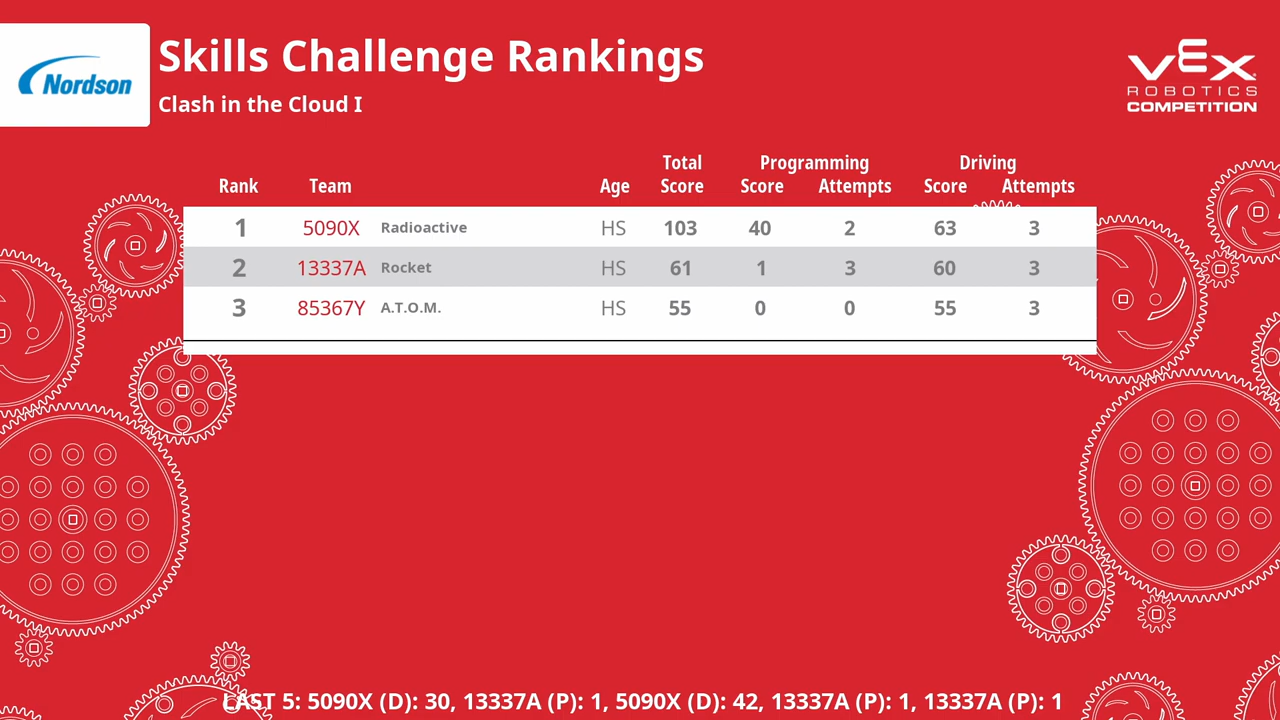 Nordson
Skills Challenge Rankings
Clash in the Cloud I
VEX
ROBOTICS
COMPETITION
Total Programming Driving
Rank Team Age Score Score Attempts Score Attempts
1 5090X Radioactive HS 103 40 2 63 3
2 13337A Rocket HS 61 1 3 60 3
3 85367Y A.T.O.M. HS 55 0 0 55 3
LAST 5: 5090X (D): 30, 13337A (P): 1, 5090X (D): 42, 13337A (P): 1, 13337A (P): 1